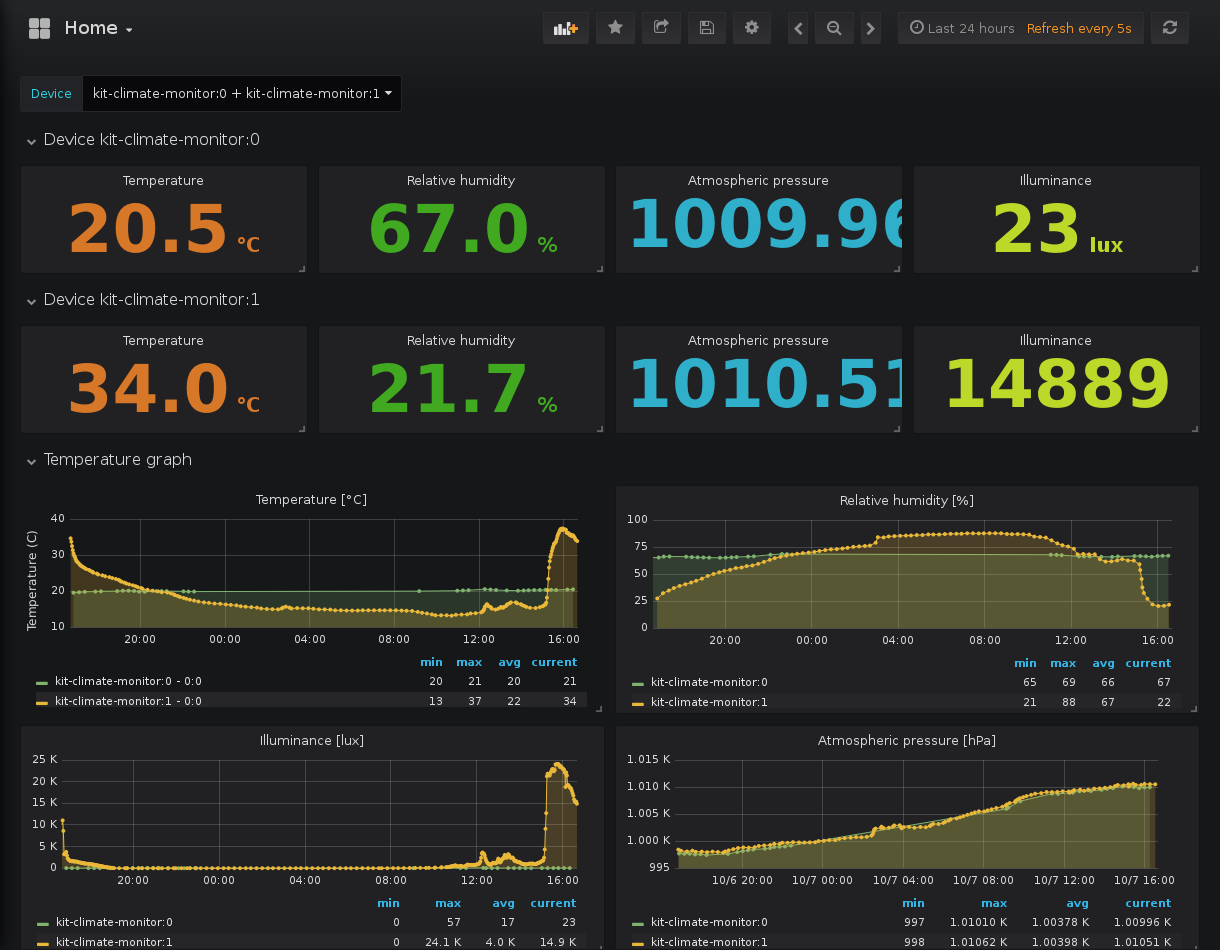 Home
Last 24 hours Refresh every 5s
Device kit-climate-monitor:0 + kit-climate-monitor:1
Device kit-climate-monitor:0
Temperature Relative humidity Atmospheric pressure Illuminance
20.5 °C 67.0 % 1009.96 23 lux
Device kit-climate-monitor:1
Temperature Relative humidity Atmospheric pressure Illuminance
34.0 °C 21.7 % 1010.51 14889
Temperature graph
Temperature [°C]
Temperature (C)
40
30
20
10
20:00 00:00 04:00 08:00 12:00 16:00
min max avg current
kit-climate-monitor:0 - 0:0 20 21 20 21
kit-climate-monitor:1 - 0:0 13 37 22 34
Relative humidity [%]
100
75
50
25
0
20:00 00:00 04:00 08:00 12:00 16:00
min max avg current
kit-climate-monitor:0 65 69 66 67
kit-climate-monitor:1 21 88 67 22
Illuminance [lux]
25 K
20 K
15 K
10 K
5 K
0
20:00 00:00 04:00 08:00 12:00 16:00
min max avg current
kit-climate-monitor:0 0 57 17 23
kit-climate-monitor:1 0 24.1 K 4.0 K 14.9 K
Atmospheric pressure [hPa]
1.015 K
1.010 K
1.005 K
1.000 K
995
10/6 20:00 10/7 00:00 10/7 04:00 10/7 08:00 10/7 12:00 10/7 16:00
min max avg current
kit-climate-monitor:0 997 1.01010 K 1.00378 K 1.00996 K
kit-climate-monitor:1 998 1.01062 K 1.00398 K 1.01051 K